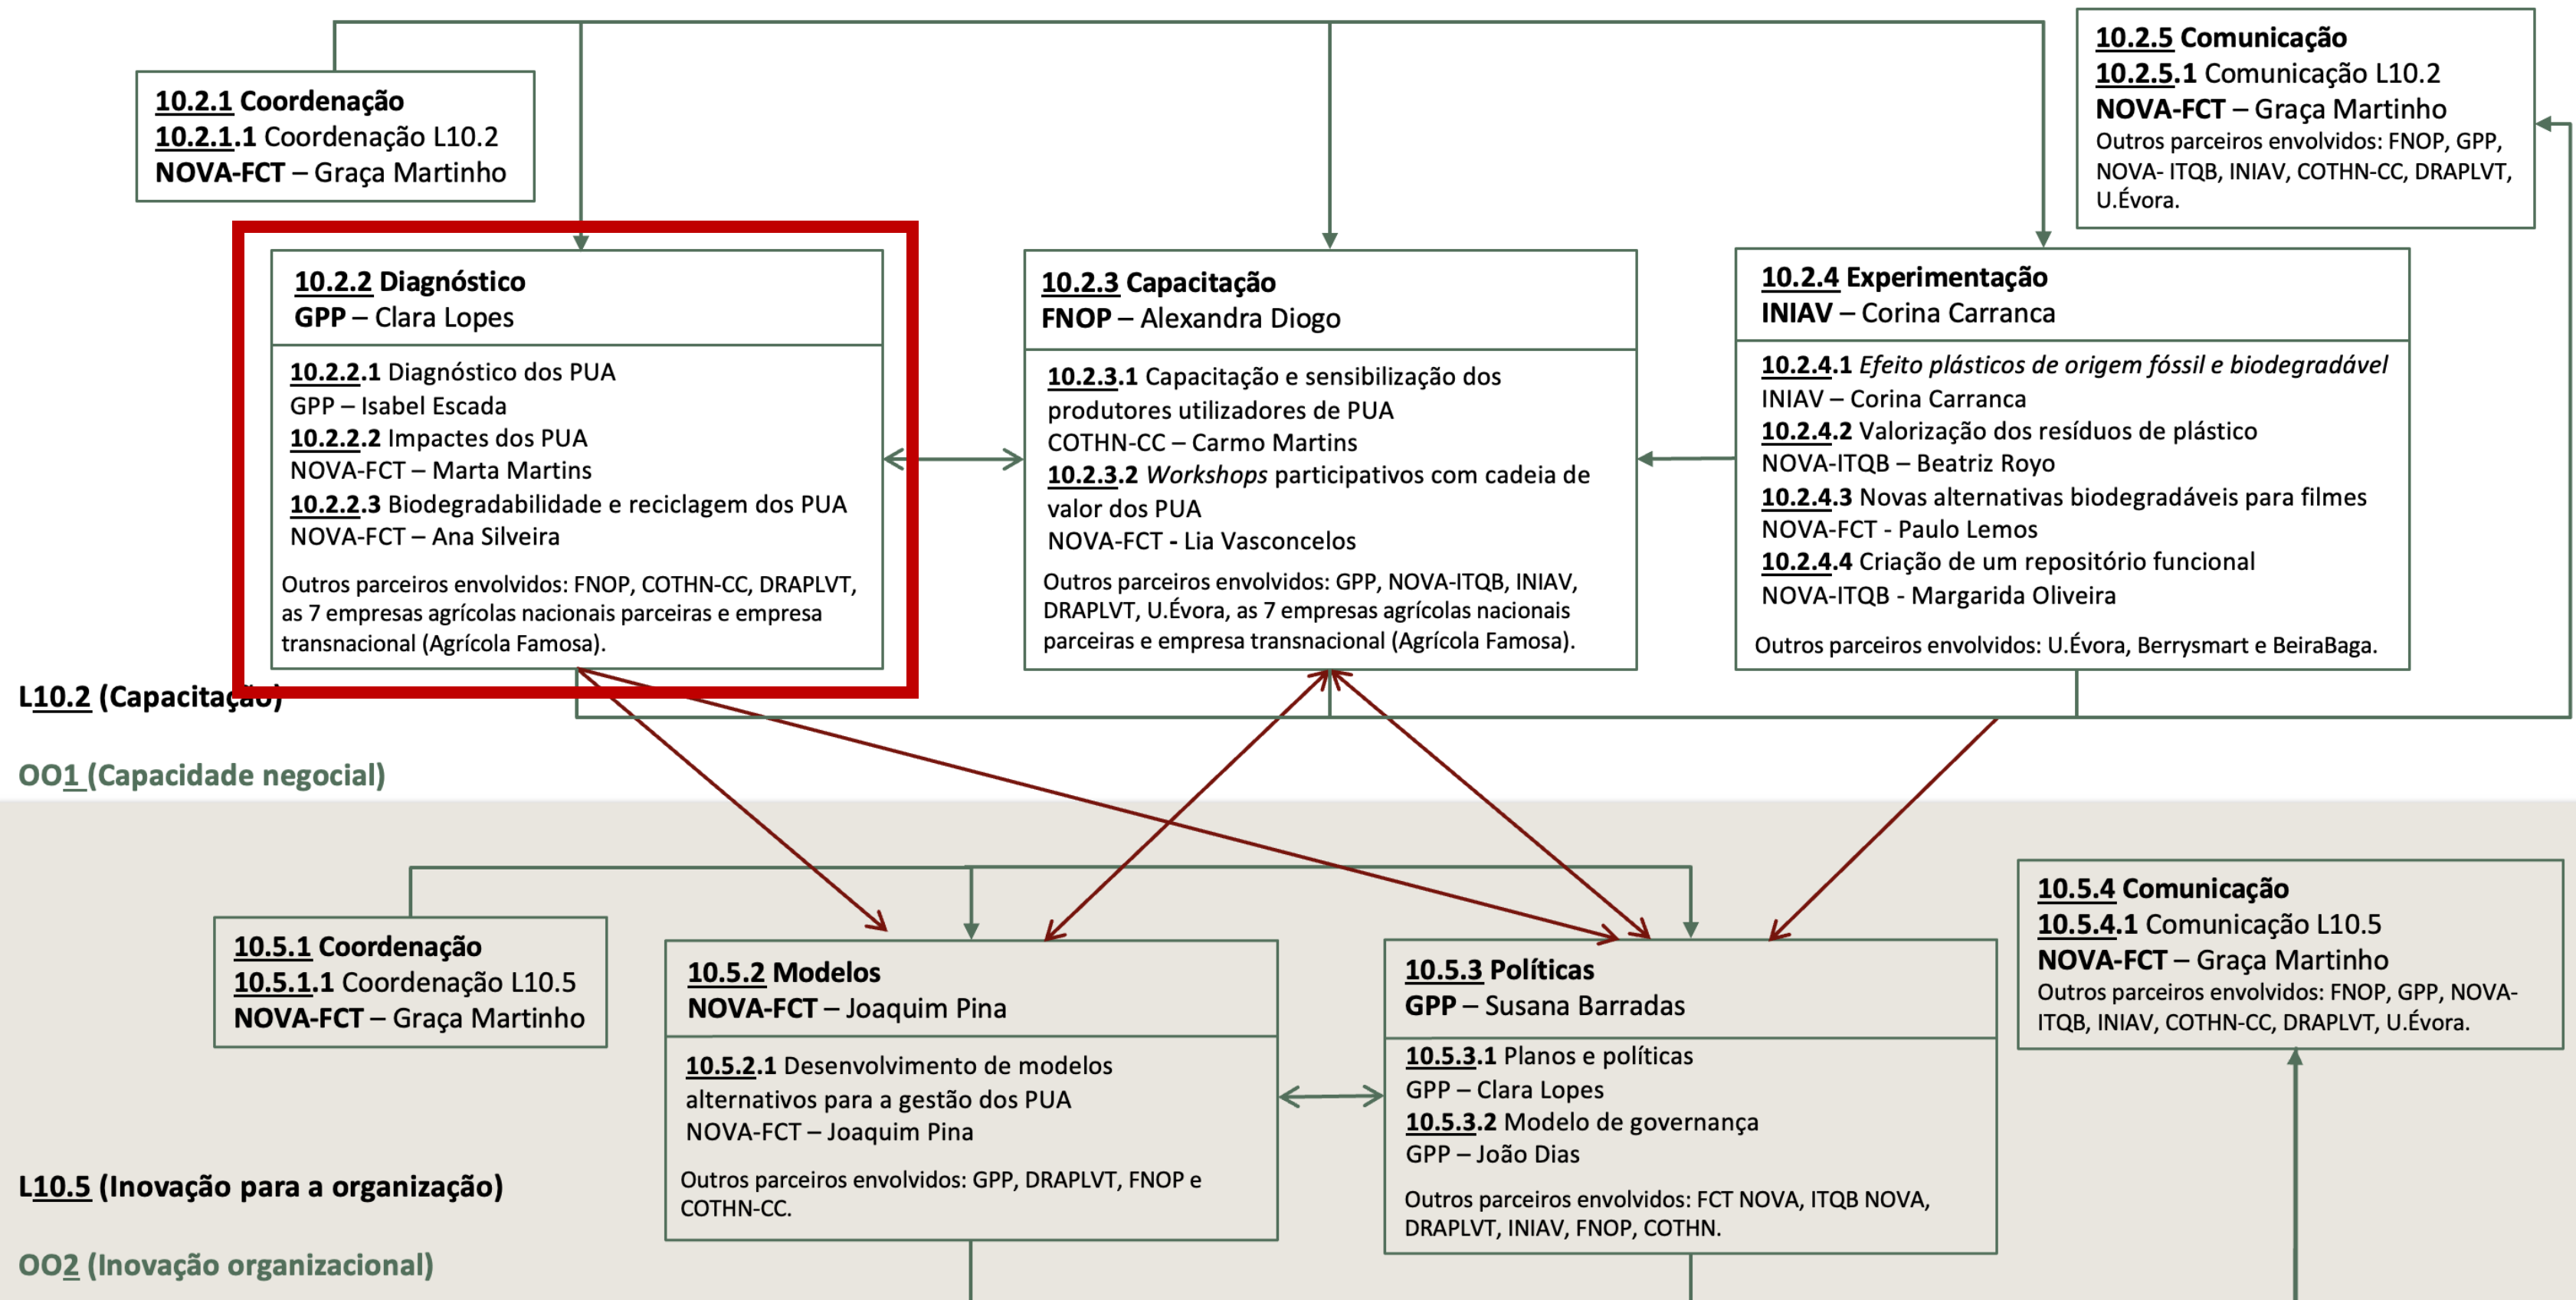 10.2.1 Coordenação
10.2.1.1 Coordenação L10.2
NOVA-FCT – Graça Martinho
10.2.5 Comunicação
10.2.5.1 Comunicação L10.2
NOVA-FCT – Graça Martinho
Outros parceiros envolvidos: FNOP, GPP,
NOVA- ITQB, INIAV, COTHN-CC, DRAPLVT,
U.Évora.
10.2.2 Diagnóstico
GPP – Clara Lopes
10.2.2.1 Diagnóstico dos PUA
GPP – Isabel Escada
10.2.2.2 Impactes dos PUA
NOVA-FCT – Marta Martins
10.2.2.3 Biodegradabilidade e reciclagem dos PUA
NOVA-FCT – Ana Silveira
Outros parceiros envolvidos: FNOP, COTHN-CC, DRAPLVT,
as 7 empresas agrícolas nacionais parceiras e empresa
transnacional (Agrícola Famosa).
10.2.3 Capacitação
FNOP – Alexandra Diogo
10.2.3.1 Capacitação e sensibilização dos
produtores utilizadores de PUA
COTHN-CC – Carmo Martins
10.2.3.2 Workshops participativos com cadeia de
valor dos PUA
NOVA-FCT - Lia Vasconcelos
Outros parceiros envolvidos: GPP, NOVA-ITQB, INIAV,
DRAPLVT, U.Évora, as 7 empresas agrícolas nacionais
parceiras e empresa transnacional (Agrícola Famosa).
10.2.4 Experimentação
INIAV – Corina Carranca
10.2.4.1 Efeito plásticos de origem fóssil e biodegradável
INIAV – Corina Carranca
10.2.4.2 Valorização dos resíduos de plástico
NOVA-ITQB – Beatriz Royo
10.2.4.3 Novas alternativas biodegradáveis para filmes
NOVA-FCT - Paulo Lemos
10.2.4.4 Criação de um repositório funcional
NOVA-ITQB - Margarida Oliveira
Outros parceiros envolvidos: U.Évora, Berrysmart e BeiraBaga.
L10.2 (Capacitação)
OO1 (Capacidade negocial)
10.5.1 Coordenação
10.5.1.1 Coordenação L10.5
NOVA-FCT – Graça Martinho
10.5.2 Modelos
NOVA-FCT – Joaquim Pina
10.5.2.1 Desenvolvimento de modelos
alternativos para a gestão dos PUA
NOVA-FCT – Joaquim Pina
Outros parceiros envolvidos: GPP, DRAPLVT, FNOP e
COTHN-CC.
10.5.3 Políticas
GPP – Susana Barradas
10.5.3.1 Planos e políticas
GPP – Clara Lopes
10.5.3.2 Modelo de governança
GPP – João Dias
Outros parceiros envolvidos: FCT NOVA, ITQB NOVA,
DRAPLVT, INIAV, FNOP, COTHN.
10.5.4 Comunicação
10.5.4.1 Comunicação L10.5
NOVA-FCT – Graça Martinho
Outros parceiros envolvidos: FNOP, GPP, NOVA-
ITQB, INIAV, COTHN-CC, DRAPLVT, U.Évora.
L10.5 (Inovação para a organização)
OO2 (Inovação organizacional)